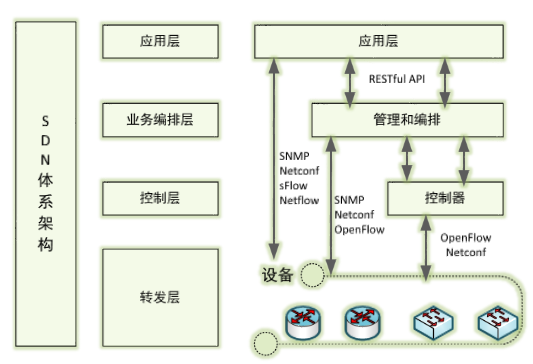 SDN体系架构
应用层
业务编排层
控制层
转发层
应用层
RESTful API
管理和编排
SNMP
Netconf
sFlow
Netflow
SNMP
Netconf
OpenFlow
控制器
OpenFlow
Netconf
设备